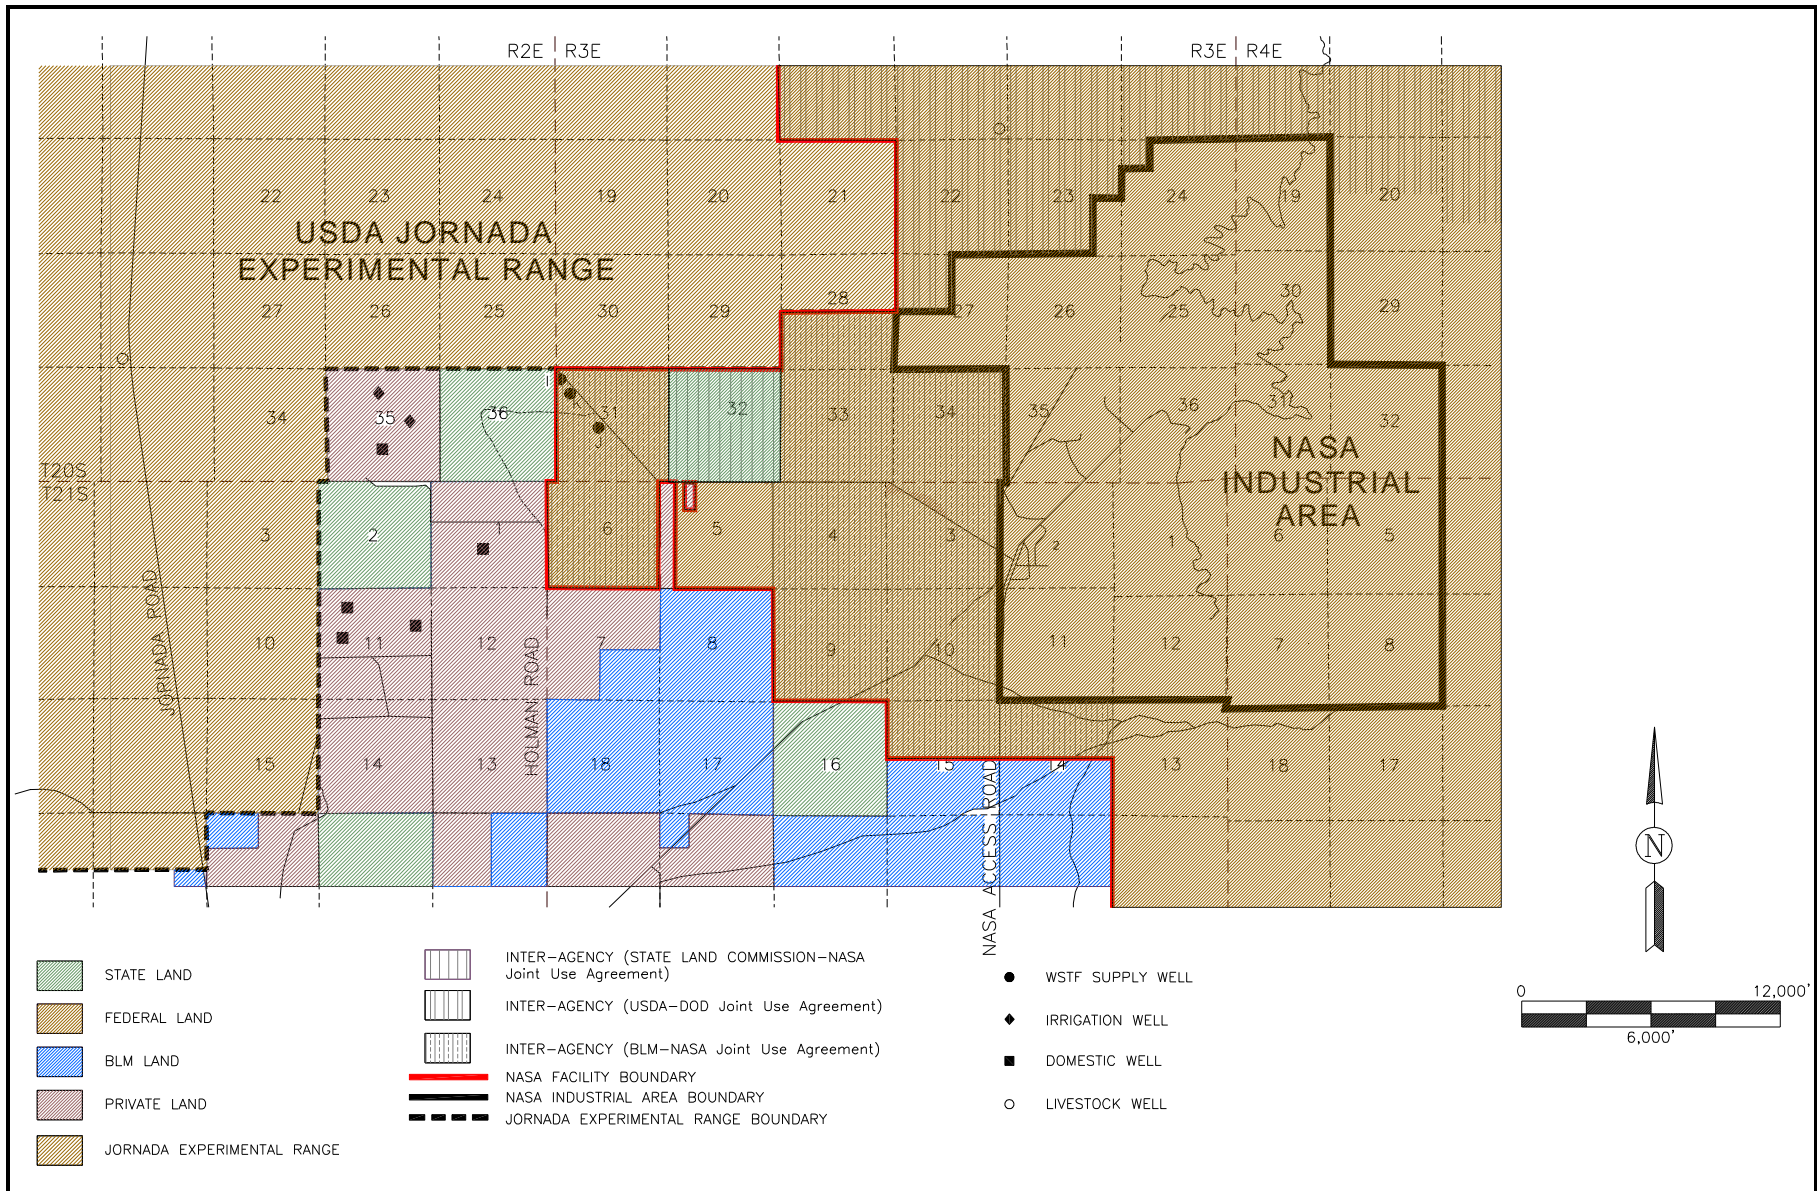 R2E R3E R3E R4E
22 23 24 19 20 21 22 23 24 19 20
USDA JORNADA
EXPERIMENTAL RANGE
27 26 25 30 29 28 27 26 25 30 29
34 35 36 31 32 33 34 35 36 31 32
I
K
J
NASA
INDUSTRIAL
AREA
T20S
T21S
3 2 1 6 5 4 3 2 2 1 6 5
JORNADA ROAD
HOLMAN ROAD
10 11 12 7 8 9 10 11 12 7 8
15 14 13 18 17 16 15 14 13 18 17
NASA ACCESS ROAD
N
0 12,000'
6,000'
STATE LAND
FEDERAL LAND
BLM LAND
PRIVATE LAND
JORNADA EXPERIMENTAL RANGE
INTER-AGENCY (STATE LAND COMMISSION-NASA
Joint Use Agreement)
INTER-AGENCY (USDA-DOD Joint Use Agreement)
INTER-AGENCY (BLM-NASA Joint Use Agreement)
NASA FACILITY BOUNDARY
NASA INDUSTRIAL AREA BOUNDARY
JORNADA EXPERIMENTAL RANGE BOUNDARY
WSTF SUPPLY WELL
IRRIGATION WELL
DOMESTIC WELL
LIVESTOCK WELL